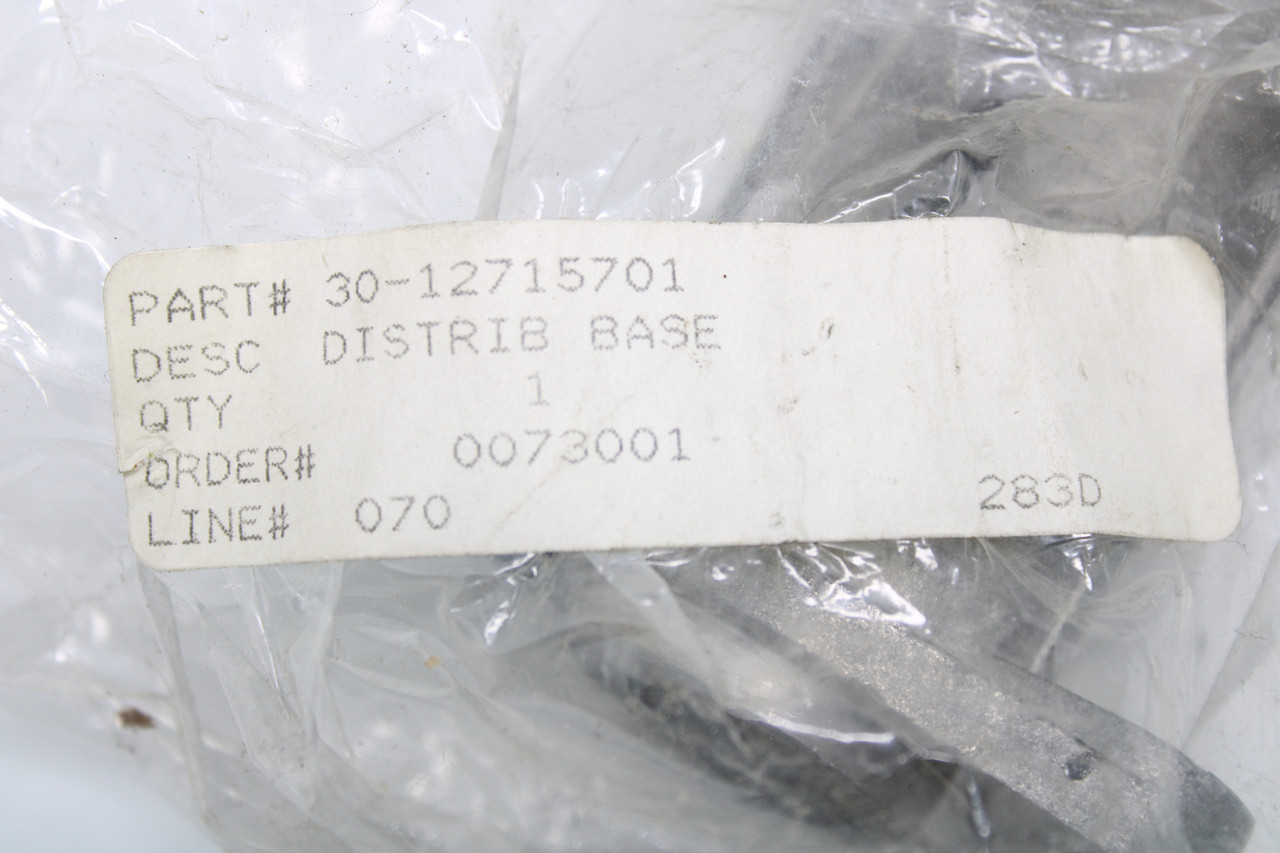 PART# 30-12715701
DESC DISTRIB BASE
QTY 1
ORDER# 0073001
LINE# 070 283D